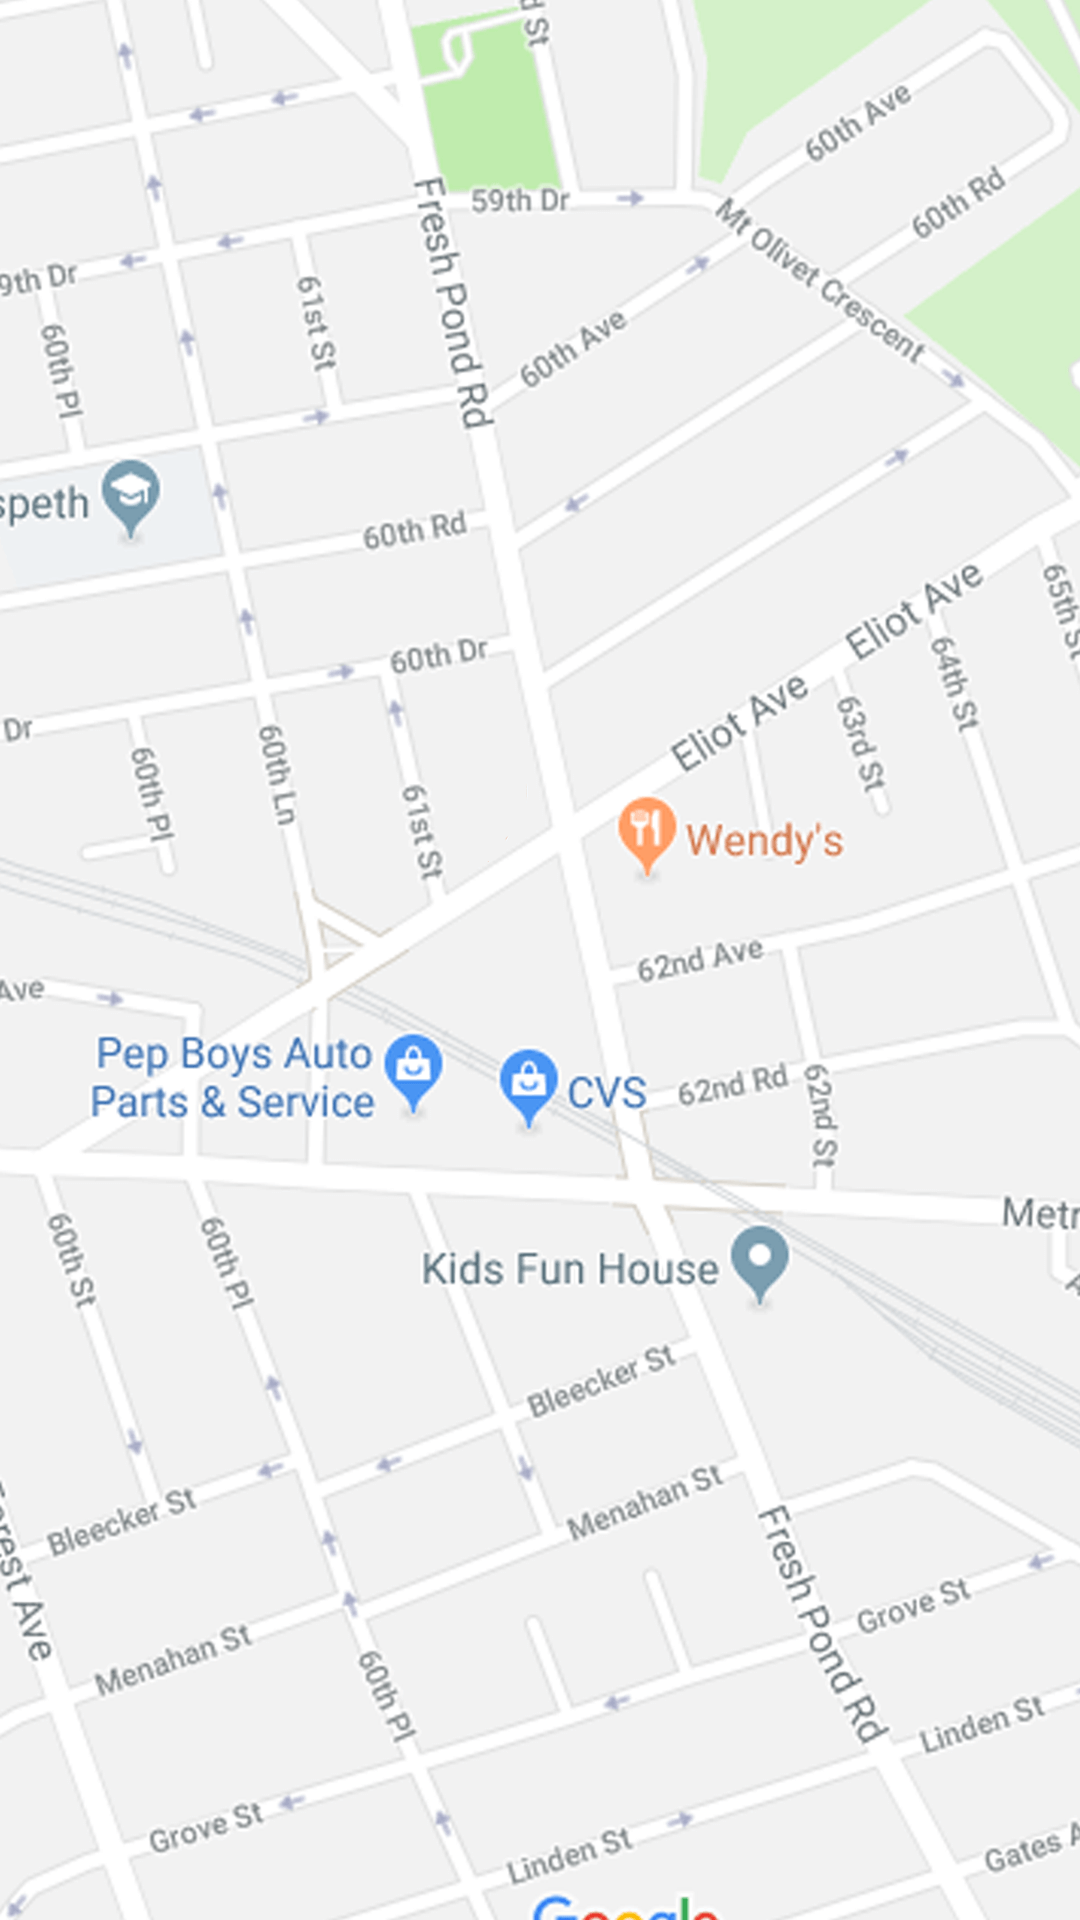 d St
60th Ave
59th Dr
60th Rd
Mt Olivet Crescent
Fresh Pond Rd
9th Dr
61st St
60th Pl
60th Ave
speth
60th Rd
Eliot Ave
65th St
60th Dr
64th St
Dr
Eliot Ave
63rd St
60th Ln
60th Pl
61st St
Wendy's
62nd Ave
Ave
Pep Boys Auto
Parts & Service
CVS
62nd Rd
62nd St
Metr
60th St
60th Pl
Kids Fun House
Bleecker St
Menahan St
Bleecker St
orest Ave
Fresh Pond Rd
Grove St
Menahan St
60th Pl
Linden St
Grove St
Linden St
Gates A
Google